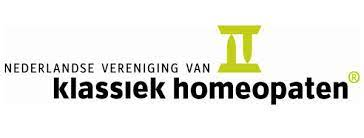 NEDERLANDSE VERENIGING VAN
klassiek homeopaten®